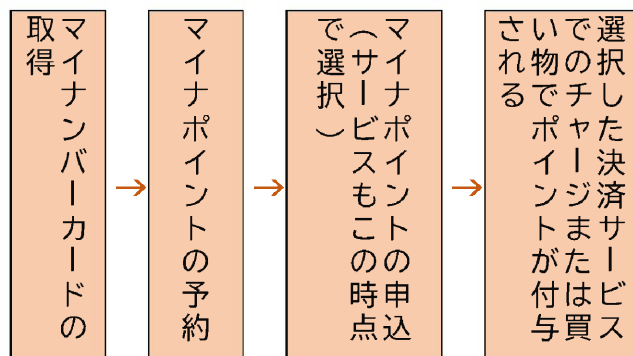 マイナンバーカードの
取得
マイナポイントの予約
マイナポイントの申込
（サービスもこの時点
で選択）
選択した決済サービス
でのチャージまたは買
い物でポイントが付与
される